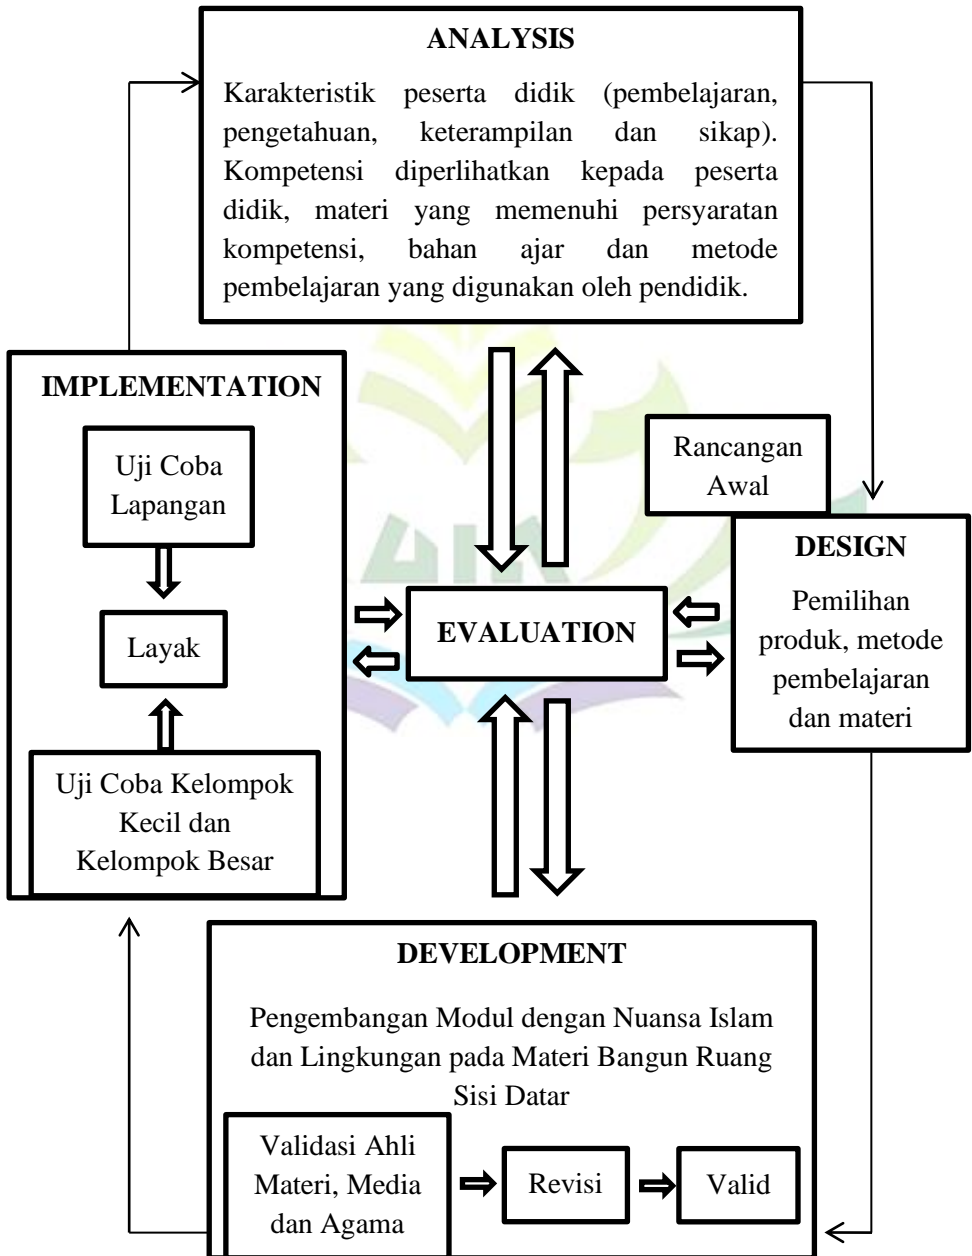 ANALYSIS
Karakteristik peserta didik (pembelajaran,
pengetahuan, keterampilan dan sikap).
Kompetensi diperlihatkan kepada peserta
didik, materi yang memenuhi persyaratan
kompetensi, bahan ajar dan metode
pembelajaran yang digunakan oleh pendidik.
IMPLEMENTATION
Uji Coba
Lapangan
Layak
Uji Coba Kelompok
Kecil dan
Kelompok Besar
EVALUATION
Rancangan
Awal
DESIGN
Pemilihan
produk, metode
pembelajaran
dan materi
DEVELOPMENT
Pengembangan Modul dengan Nuansa Islam
dan Lingkungan pada Materi Bangun Ruang
Sisi Datar
Validasi Ahli
Materi, Media
dan Agama
Revisi
Valid